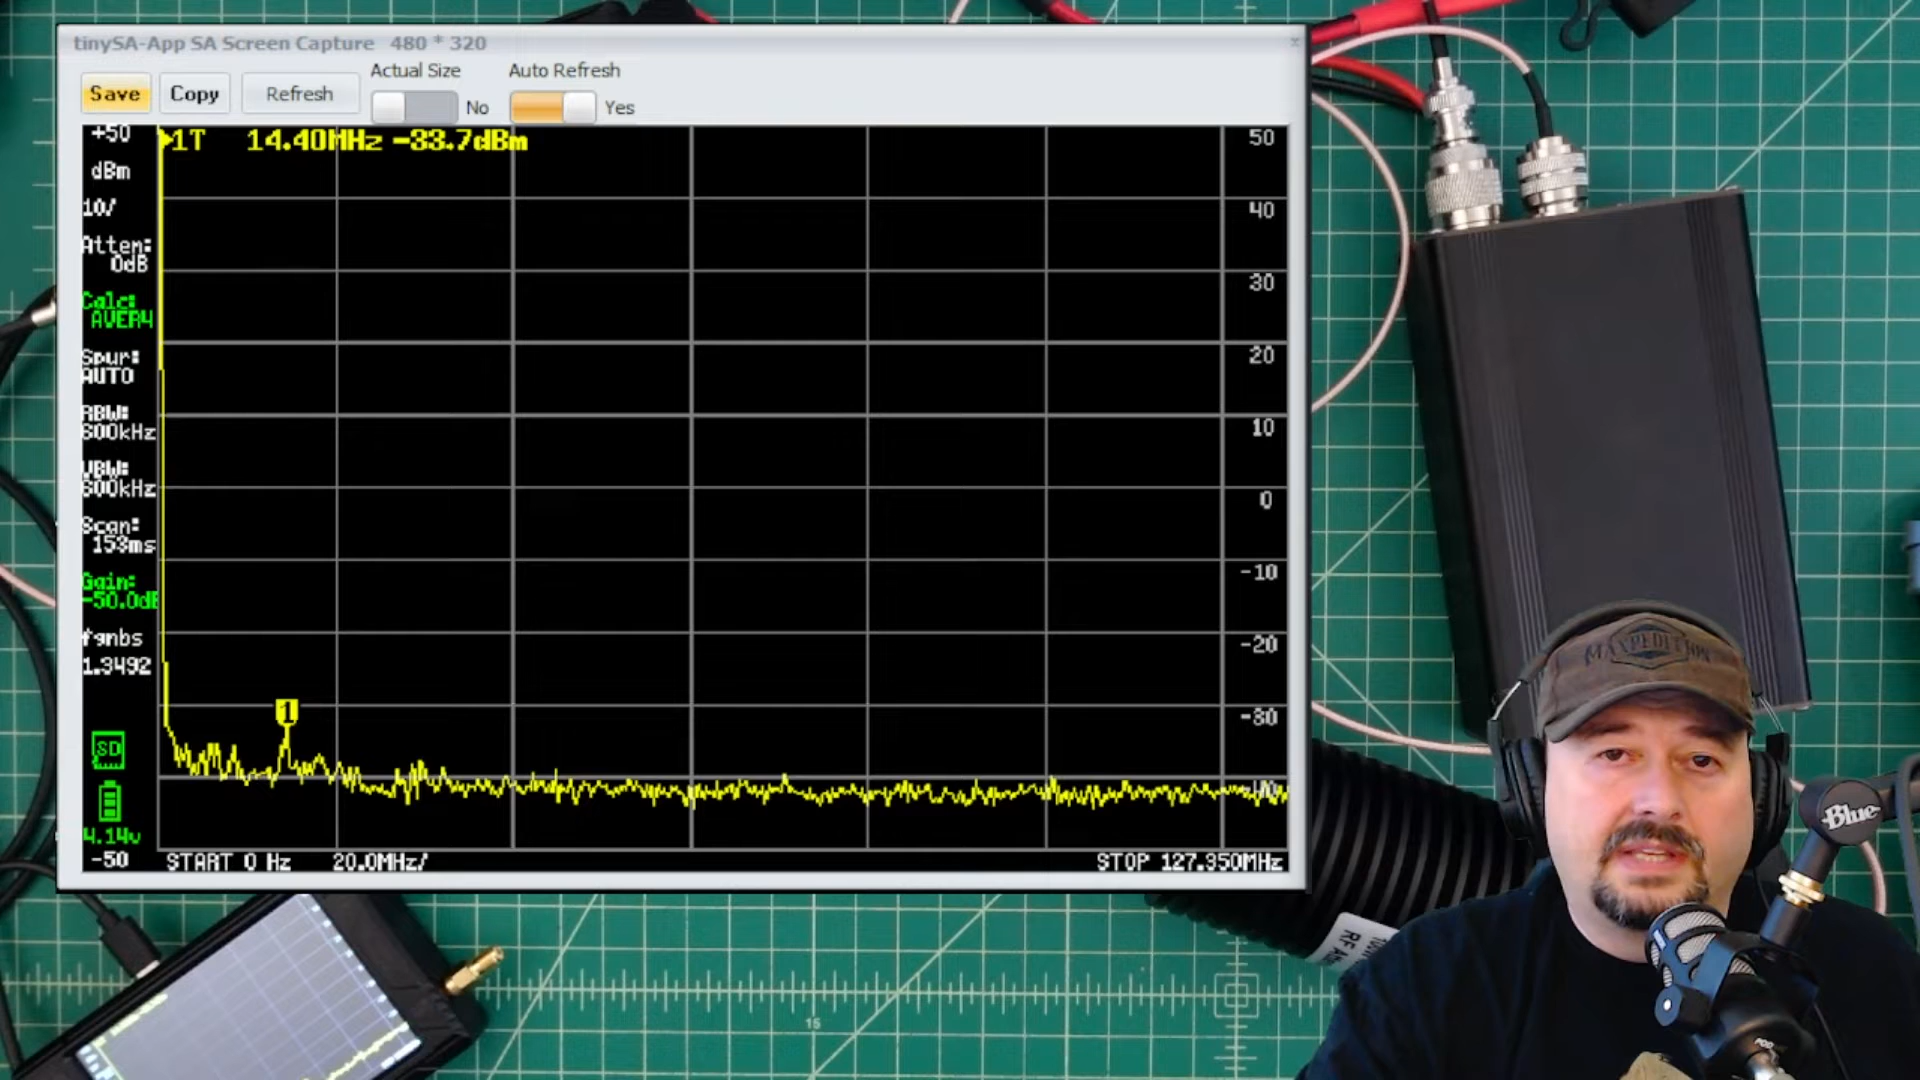 tinySA-App SA Screen Capture 480 * 320
Save Copy Refresh
Actual Size
No
Auto Refresh
Yes
1T 14.40MHz -33.7dBm
+50
dBm
10/
Atten:
0dB
Calc:
AVER4
Spur:
AUTO
RBW:
600kHz
VBW:
600kHz
Scan:
153ms
Gain:
-50.0dB
1.3492
SD
4.14v
-50
1
50
40
30
20
10
0
-10
-20
-30
-40
START 0 Hz 20.0MHz/ STOP 127.350MHz
MAXPEDITION
Blue
15